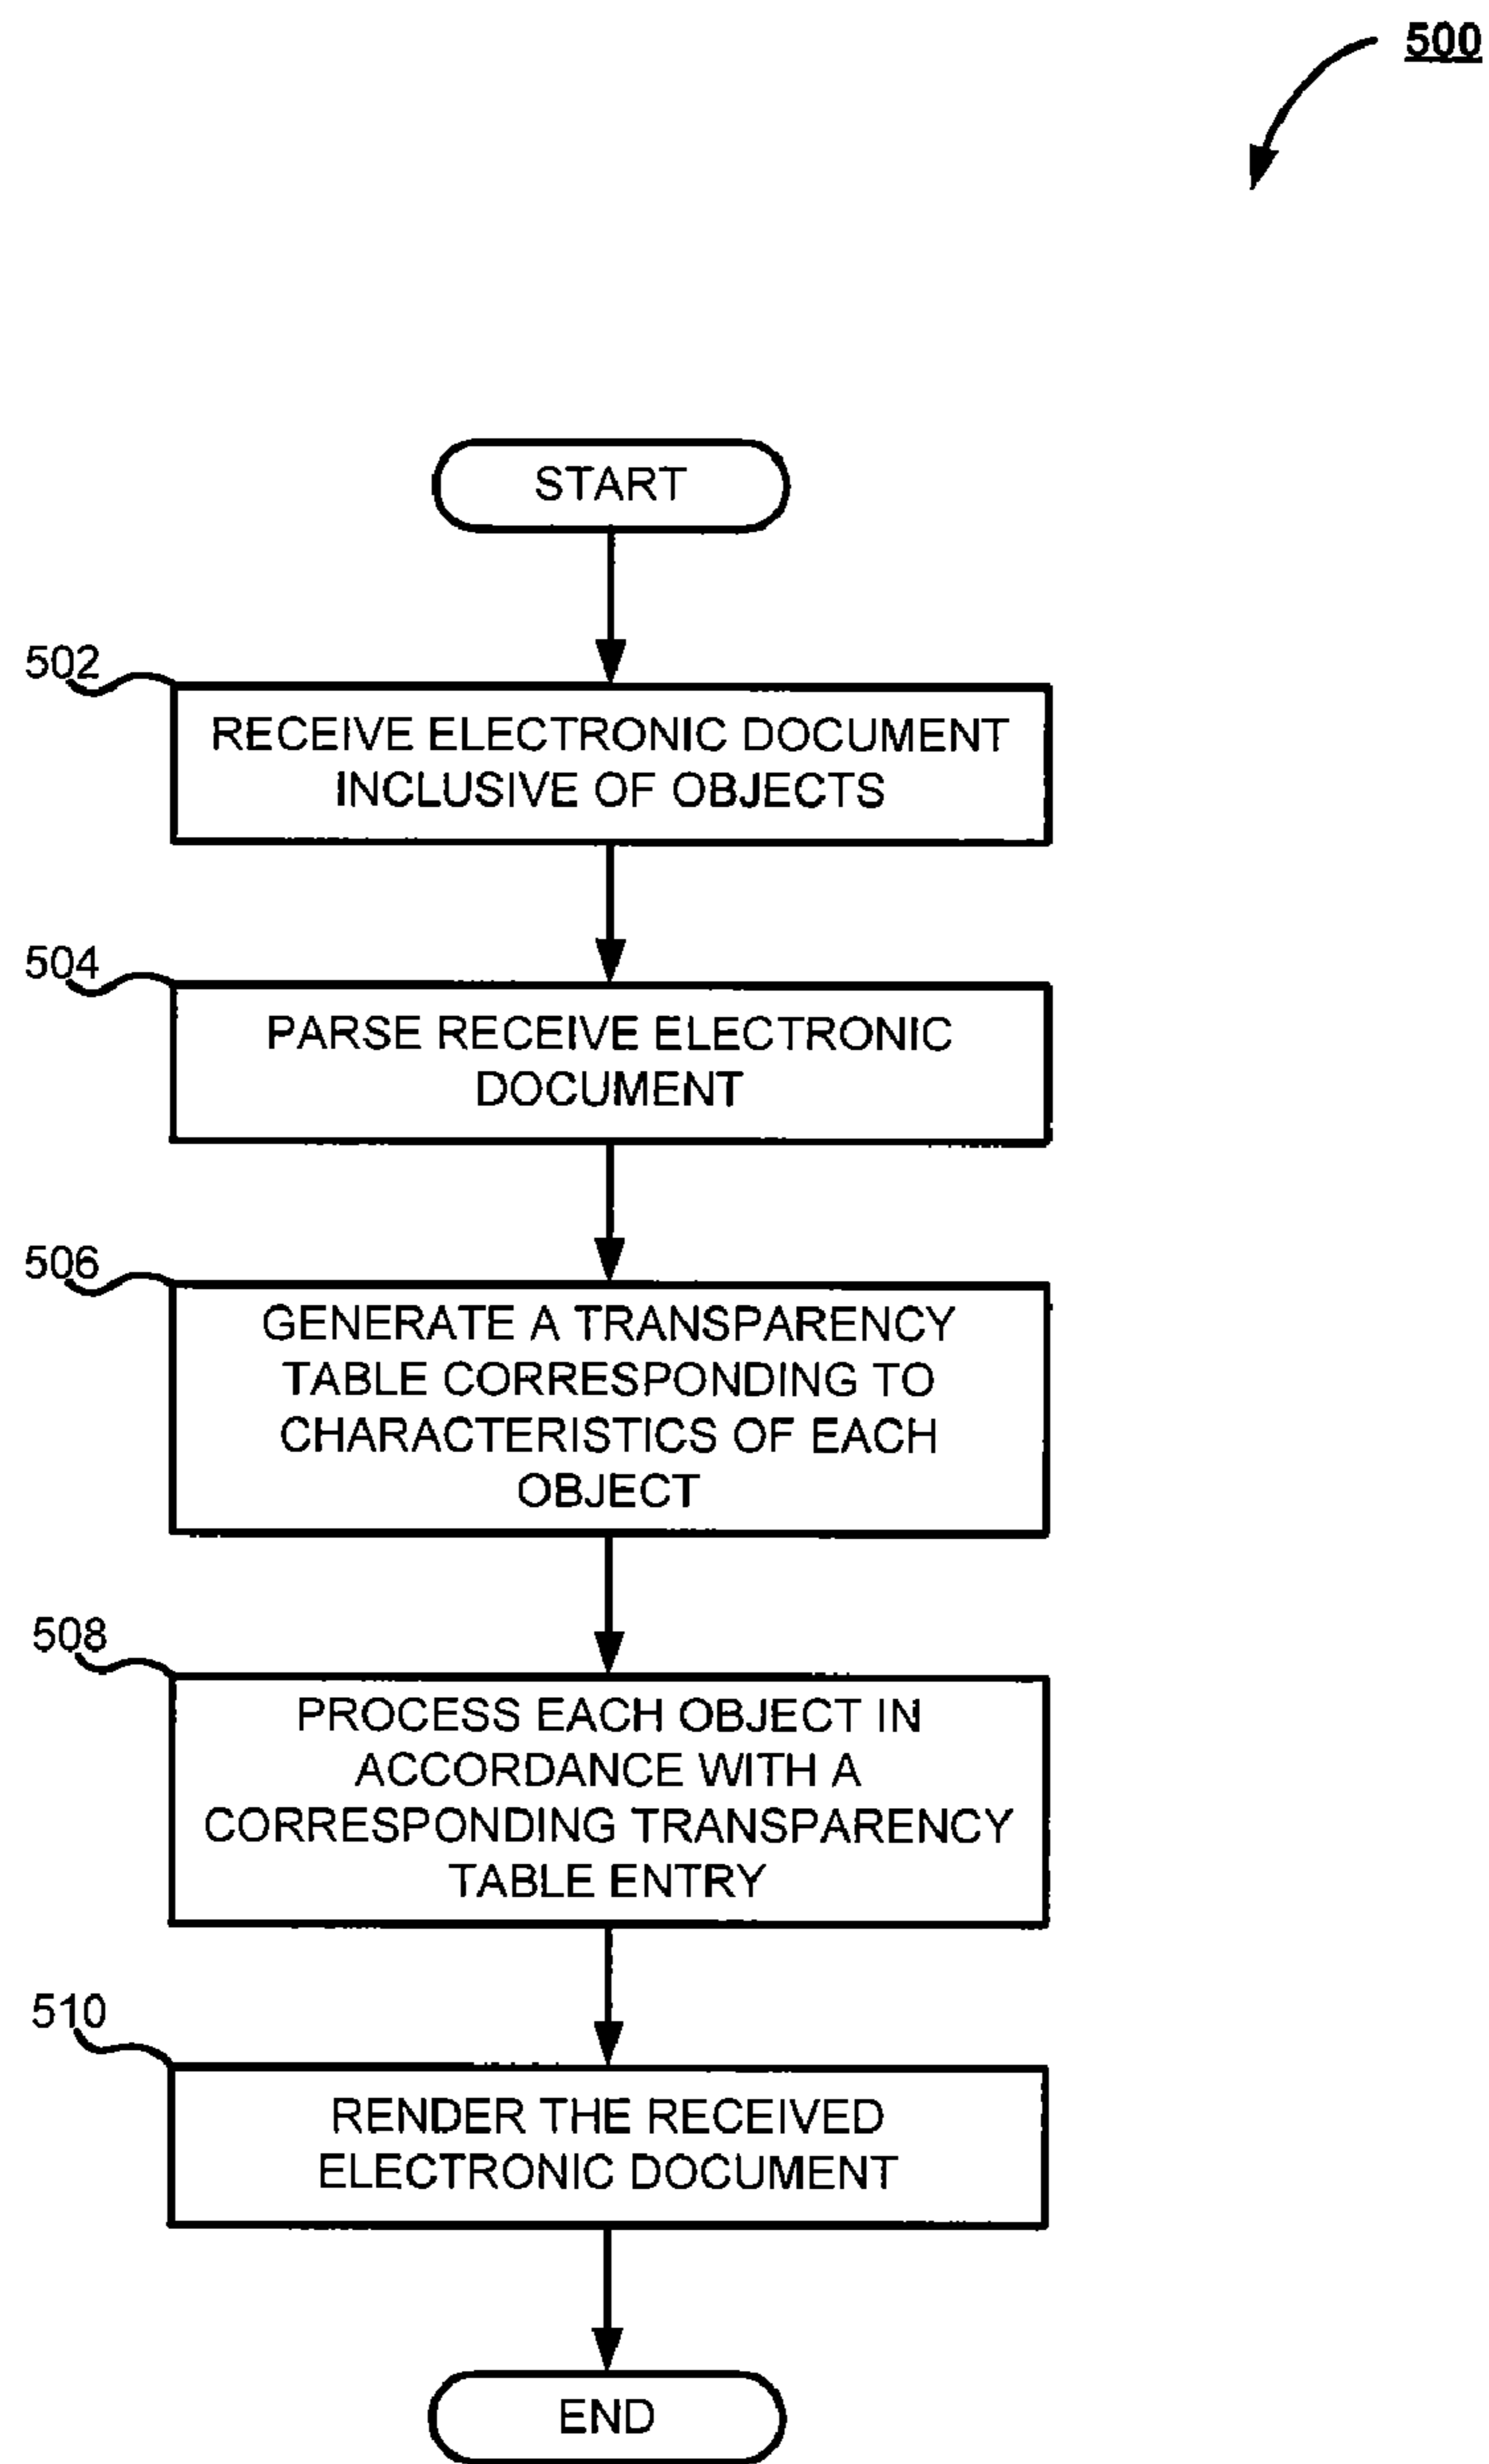 500
START
502
RECEIVE ELECTRONIC DOCUMENT
INCLUSIVE OF OBJECTS
504
PARSE RECEIVE ELECTRONIC
DOCUMENT
506
GENERATE A TRANSPARENCY
TABLE CORRESPONDING TO
CHARACTERISTICS OF EACH
OBJECT
508
PROCESS EACH OBJECT IN
ACCORDANCE WITH A
CORRESPONDING TRANSPARENCY
TABLE ENTRY
510
RENDER THE RECEIVED
ELECTRONIC DOCUMENT
END